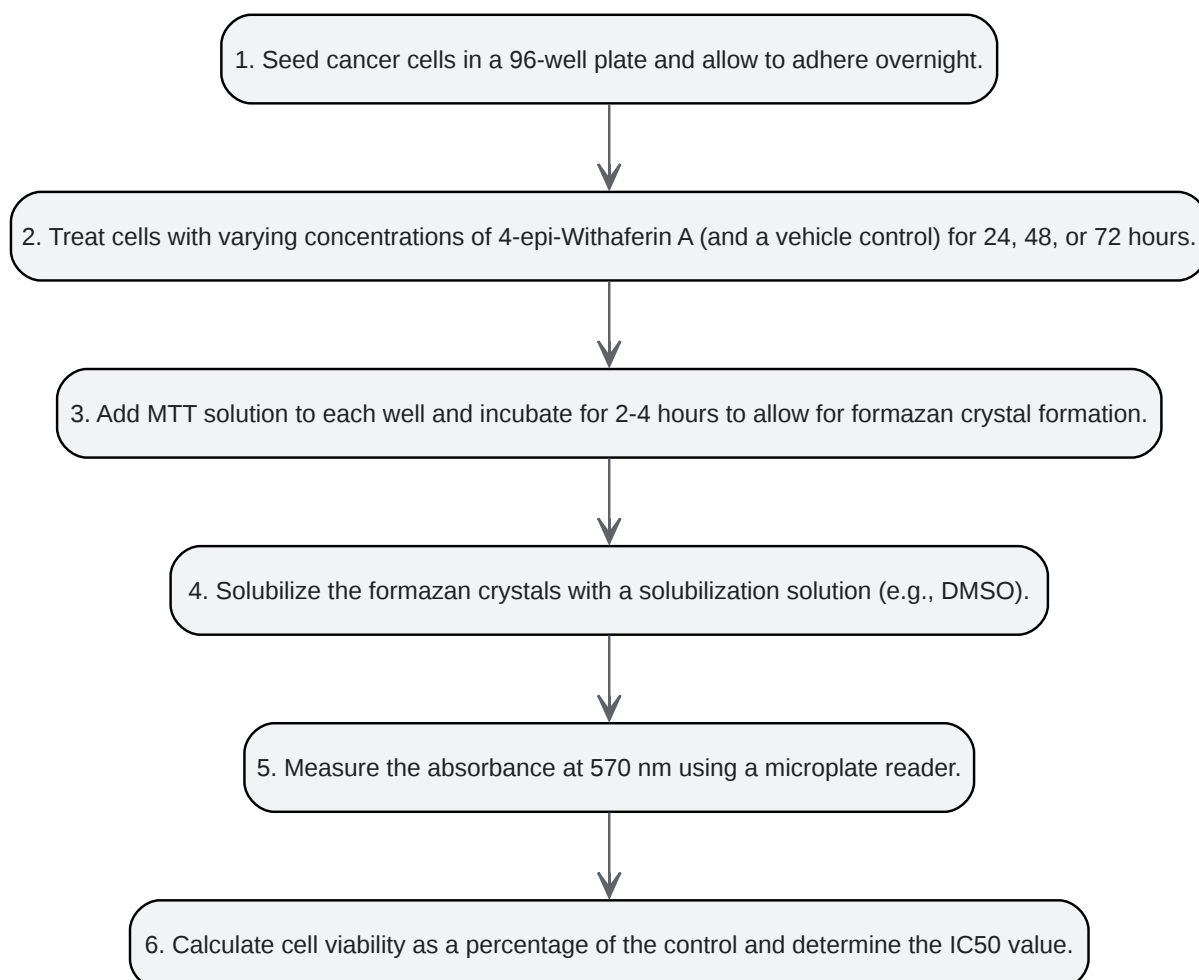 1. Seed cancer cells in a 96-well plate and allow to adhere overnight.
2. Treat cells with varying concentrations of 4-epi-Withaferin A (and a vehicle control) for 24, 48, or 72 hours.
3. Add MTT solution to each well and incubate for 2-4 hours to allow for formazan crystal formation.
4. Solubilize the formazan crystals with a solubilization solution (e.g., DMSO).
5. Measure the absorbance at 570 nm using a microplate reader.
6. Calculate cell viability as a percentage of the control and determine the IC50 value.